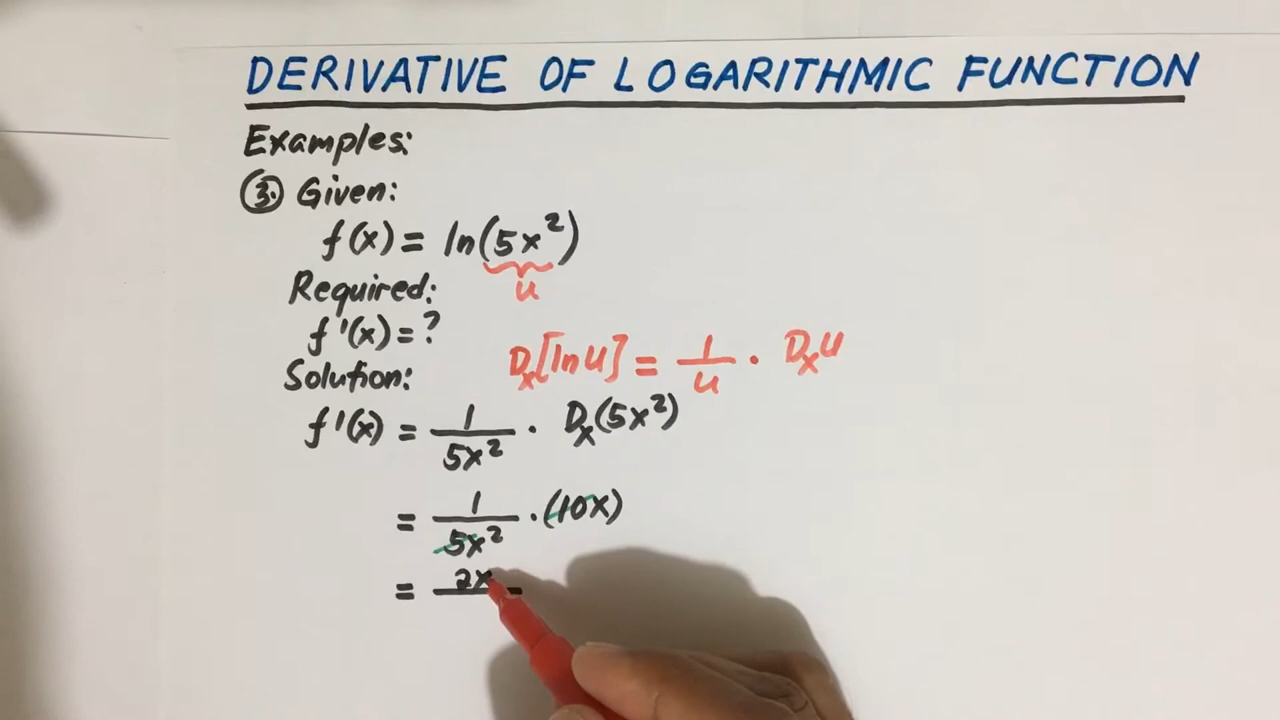 DERIVATIVE OF LOGARITHMIC FUNCTION
Examples:
③ Given:
f(x) = ln(5x²)
u
Required:
f'(x) = ?
Dₓ[ln u] = 1/u · Dₓu
Solution:
f'(x) = 1/5x² · Dₓ(5x²)
= 1/5x² · (10x)
= 2x